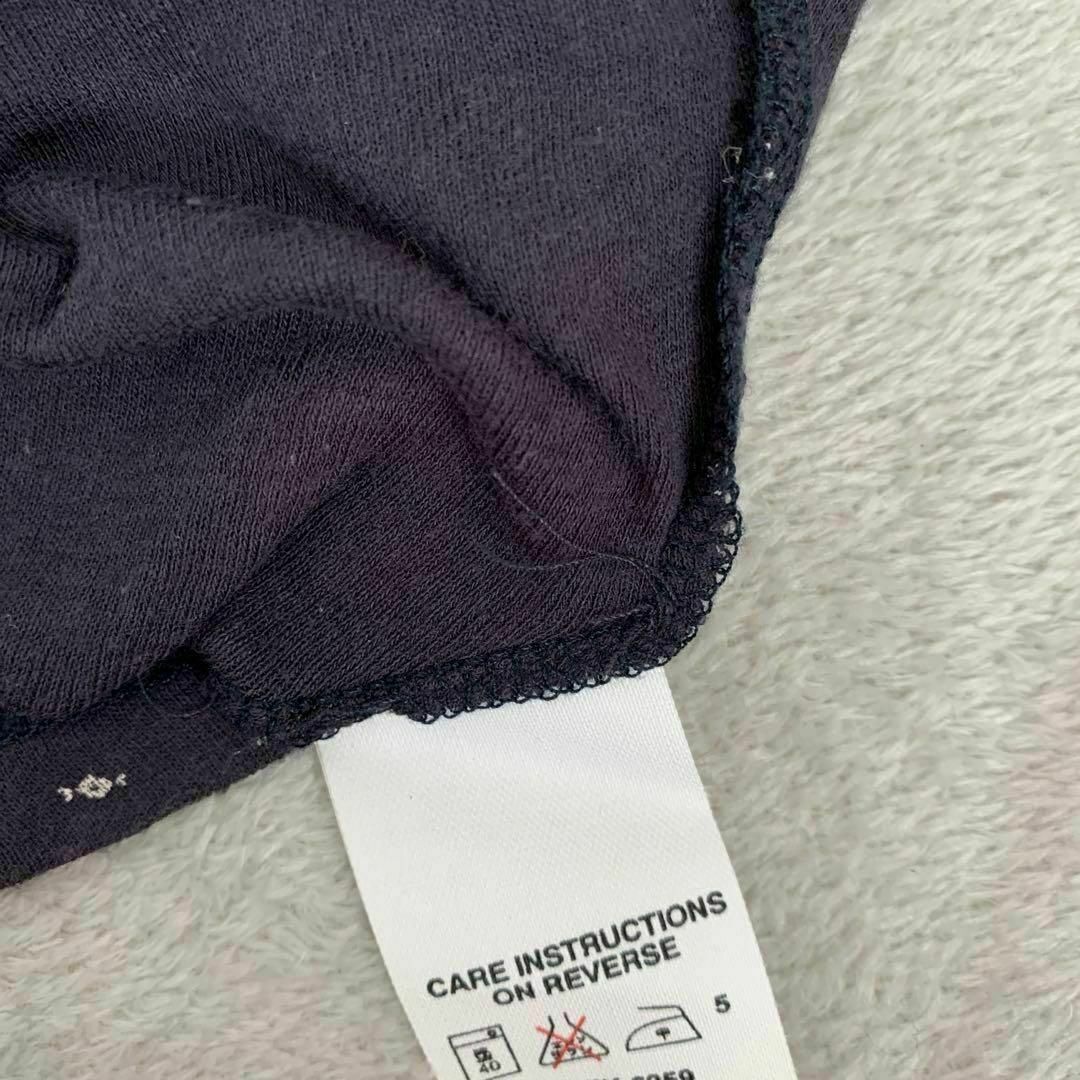 CARE INSTRUCTIONS
ON REVERSE
40
5